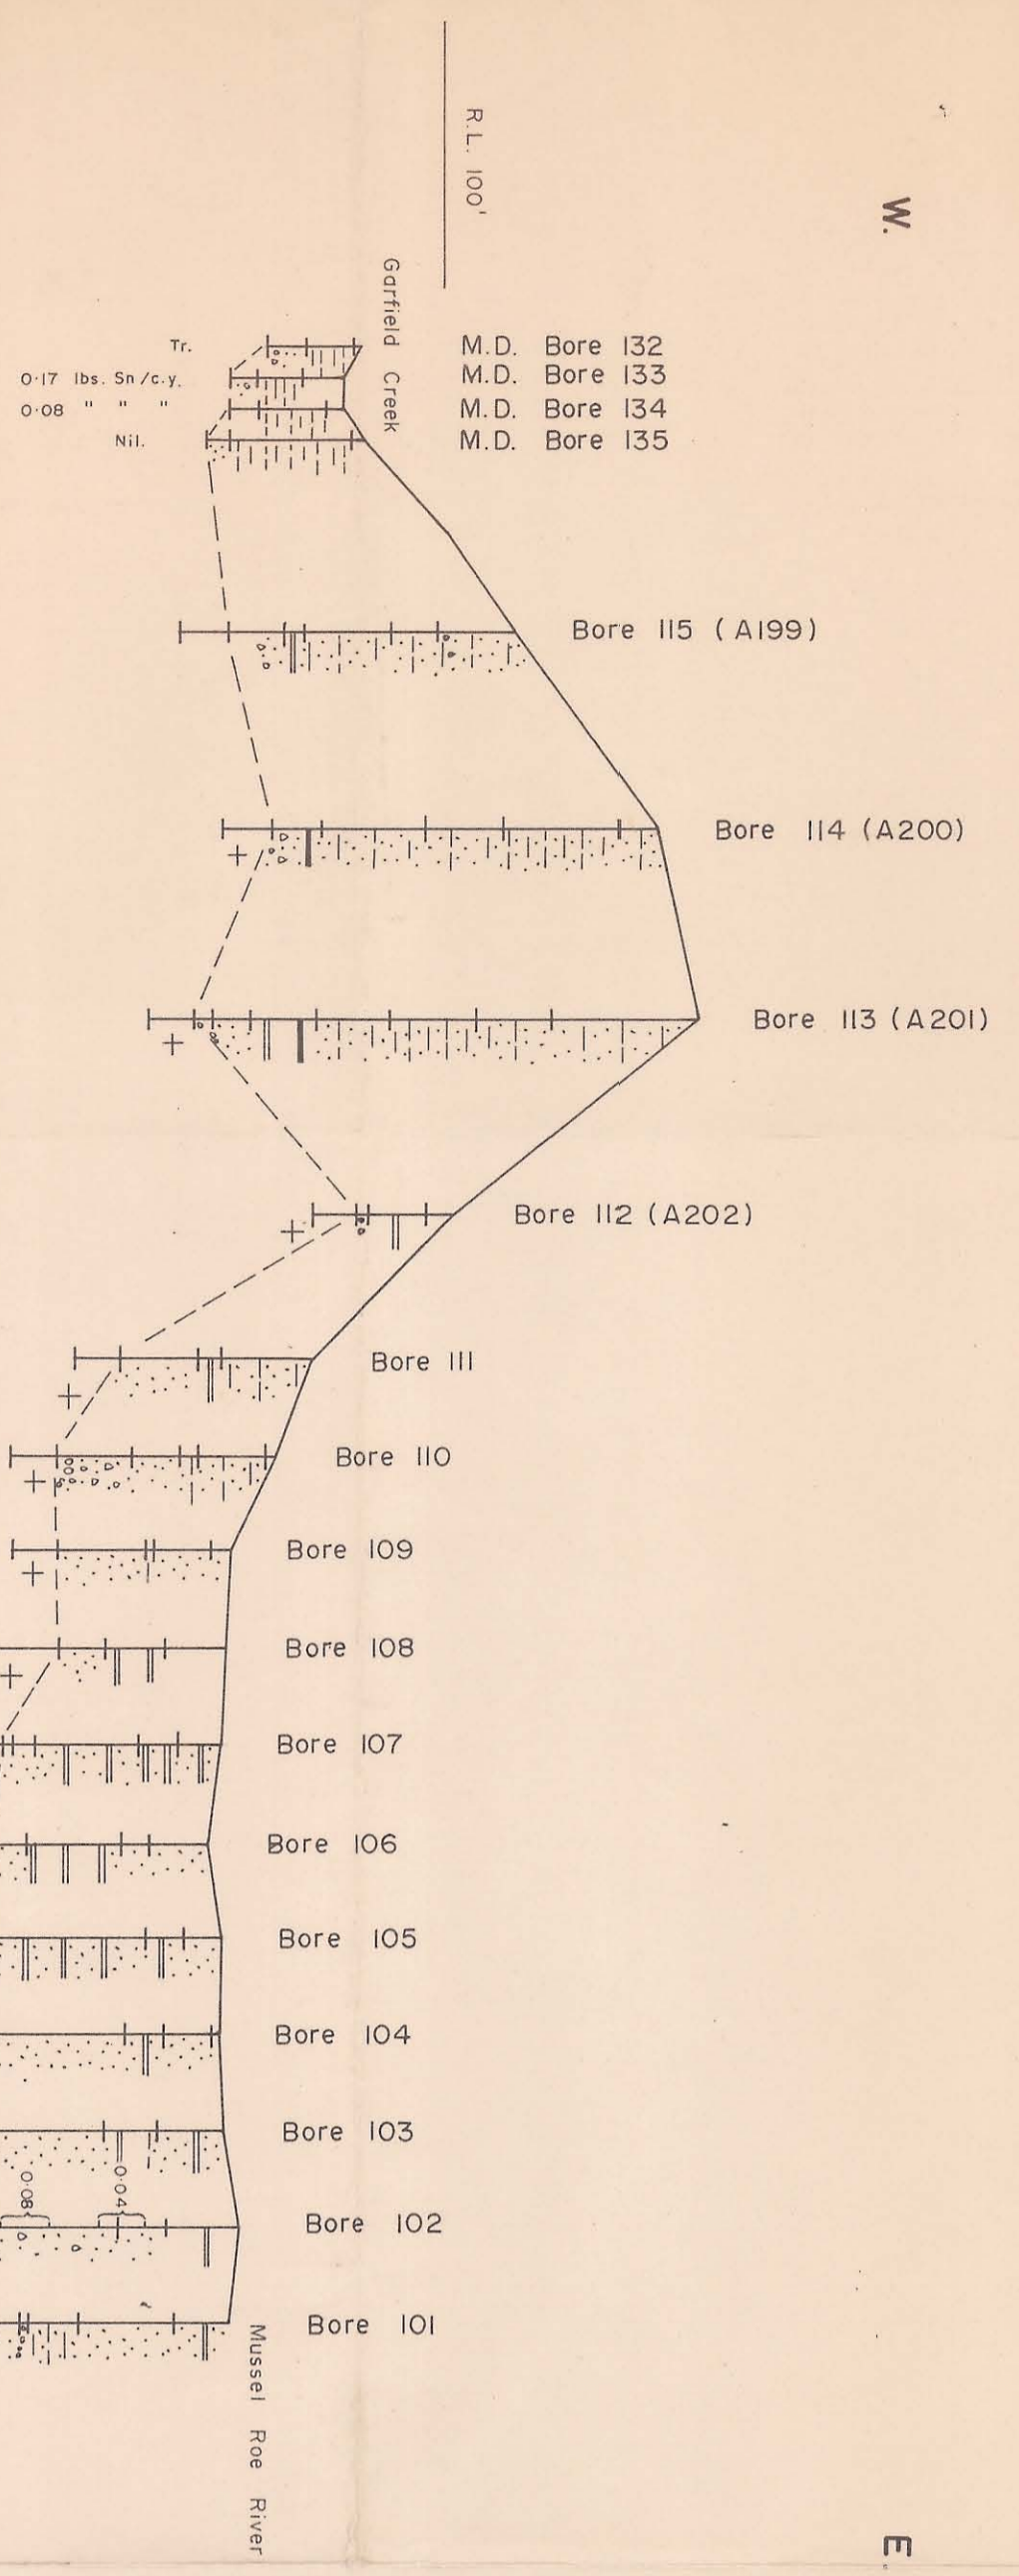 W.
R.L. 100'
Garfield Creek
Tr. M.D. Bore 132
0·17 lbs. Sn/c.y. M.D. Bore 133
0·08 " " " M.D. Bore 134
Nil. M.D. Bore 135
Bore 115 (A199)
Bore 114 (A200)
Bore 113 (A201)
Bore 112 (A202)
Bore 111
Bore 110
Bore 109
Bore 108
Bore 107
Bore 106
Bore 105
Bore 104
Bore 103
0·08 0·04
Bore 102
Bore 101
Mussel Roe River
E.